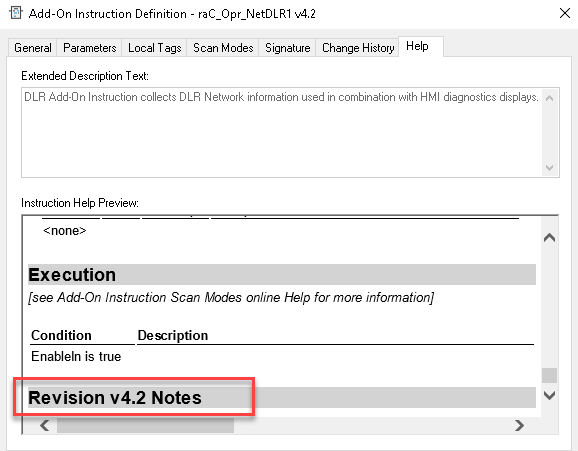 Add-On Instruction Definition - raC_Opr_NetDLR1 v4.2
General Parameters Local Tags Scan Modes Signature Change History Help
Extended Description Text:
DLR Add-On Instruction collects DLR Network information used in combination with HMI diagnostics displays.
Instruction Help Preview:
<none>
Execution
[see Add-On Instruction Scan Modes online Help for more information]
Condition Description
EnableIn is true
Revision v4.2 Notes